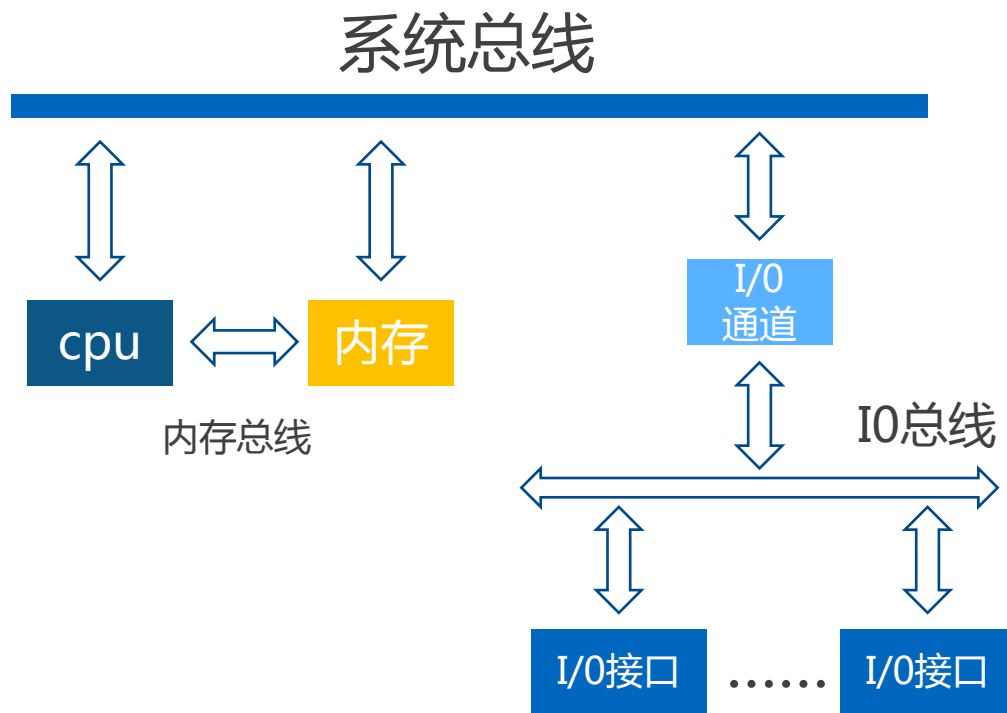 系统总线
cpu
内存
I/0
通道
内存总线
I0总线
I/0接口
......
I/0接口